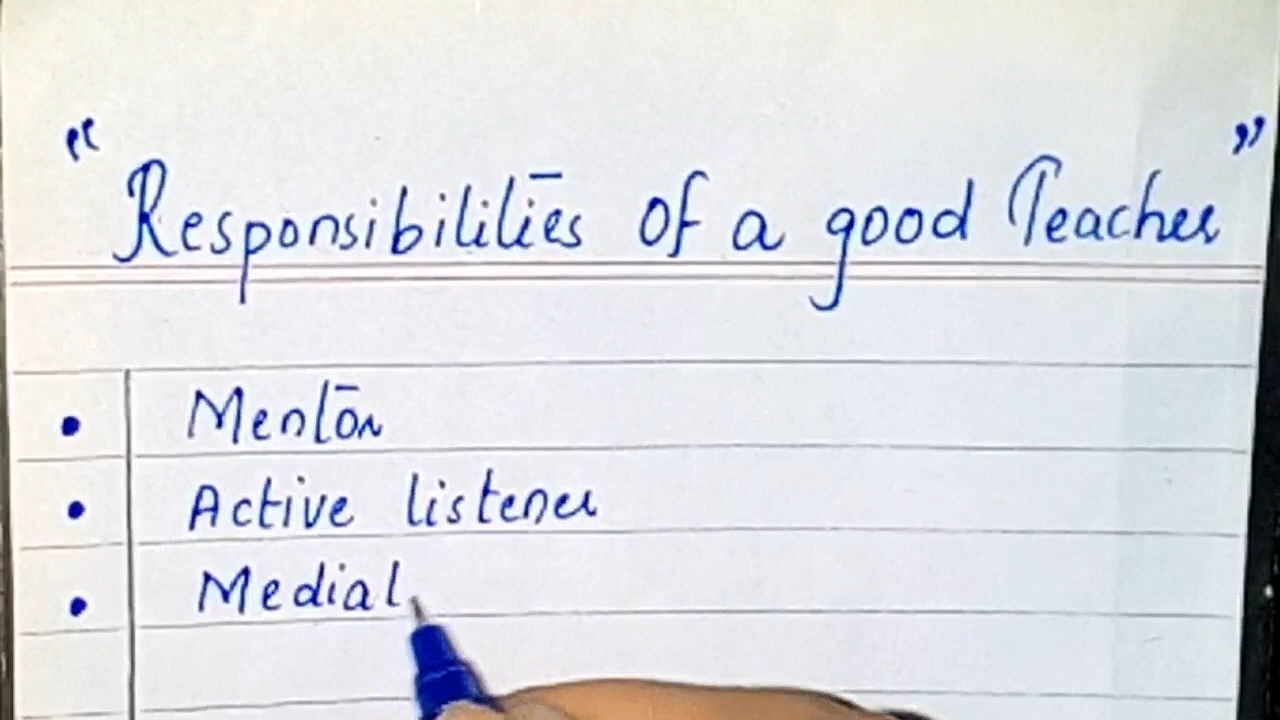 "Responsibilities of a good Teacher"
• Mentor
• Active listener
• Medial